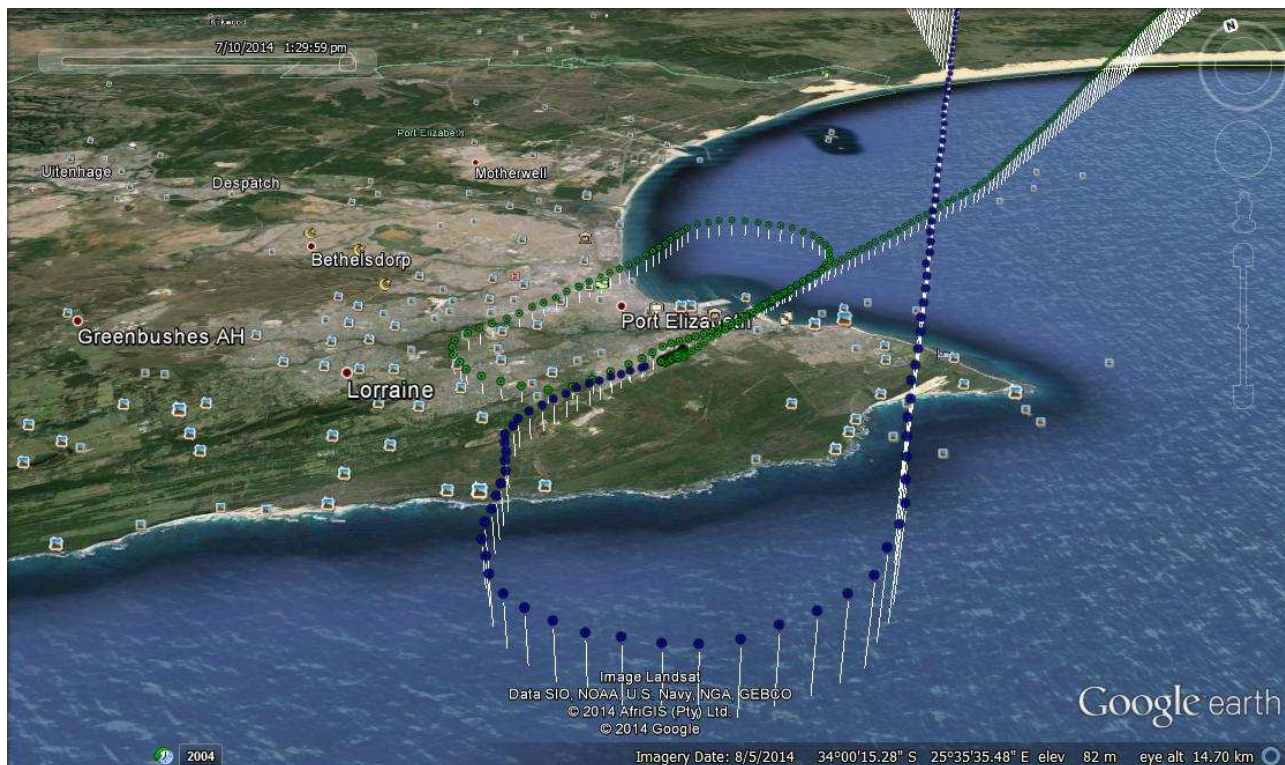 7/10/2014 1:29:59 pm
N
Port Elizabeth
Motherwell
Uitenhage
Despatch
Bethelsdorp
Port Elizabeth
Greenbushes AH
Lorraine
Image Landsat
Data SIO, NOAA, U.S. Navy, NGA, GEBCO
© 2014 AfriGIS (Pty) Ltd.
© 2014 Google
Google earth
2004
Imagery Date: 8/5/2014 34°00'15.28" S 25°35'35.48" E elev 82 m eye alt 14.70 km